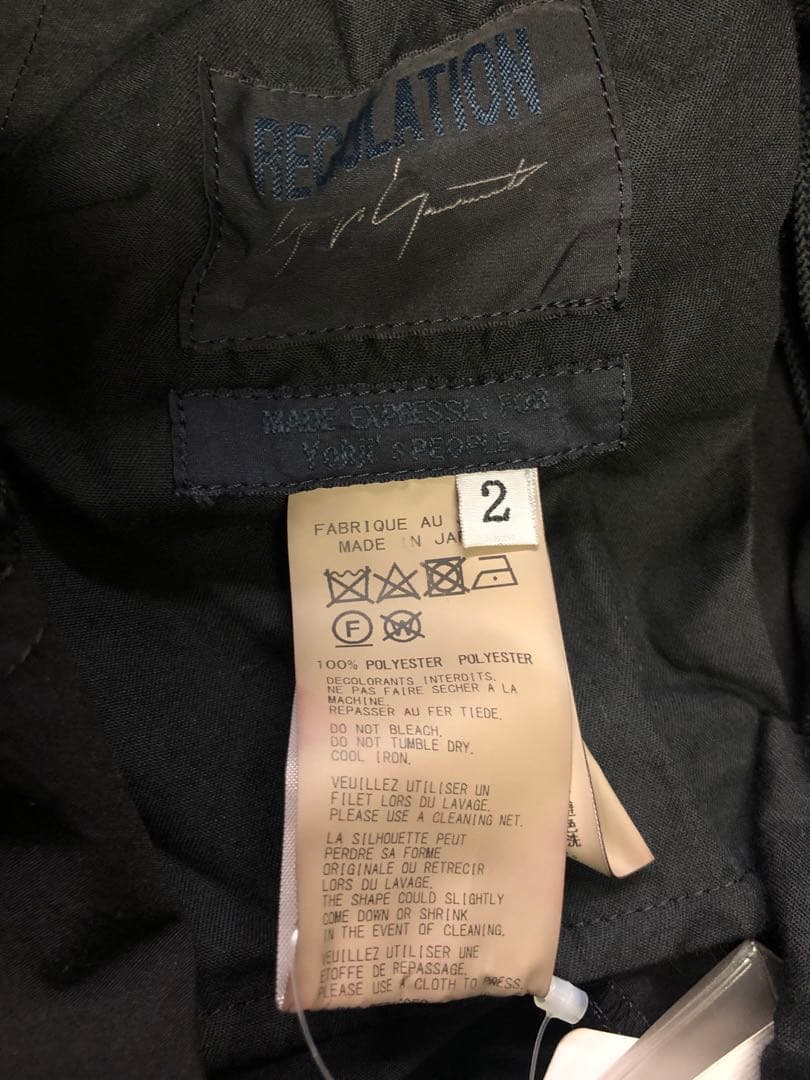 REGULATION
Yohji Yamamoto
MADE EXPRESSLY FOR
Yohji's PEOPLE
2
FABRIQUE AU
MADE IN JAP
F
W
100% POLYESTER POLYESTER
DECOLORANTS INTERDITS.
NE PAS FAIRE SECHER A LA
MACHINE.
REPASSER AU FER TIEDE.
DO NOT BLEACH.
DO NOT TUMBLE DRY.
COOL IRON.
VEUILLEZ UTILISER UN
FILET LORS DU LAVAGE.
PLEASE USE A CLEANING NET.
LA SILHOUETTE PEUT
PERDRE SA FORME
ORIGINALE OU RETRECIR
LORS DU LAVAGE.
THE SHAPE COULD SLIGHTLY
COME DOWN OR SHRINK
IN THE EVENT OF CLEANING.
VEUILLEZ UTILISER UNE
ETOFFE DE REPASSAGE.
PLEASE USE A CLOTH TO PRESS.